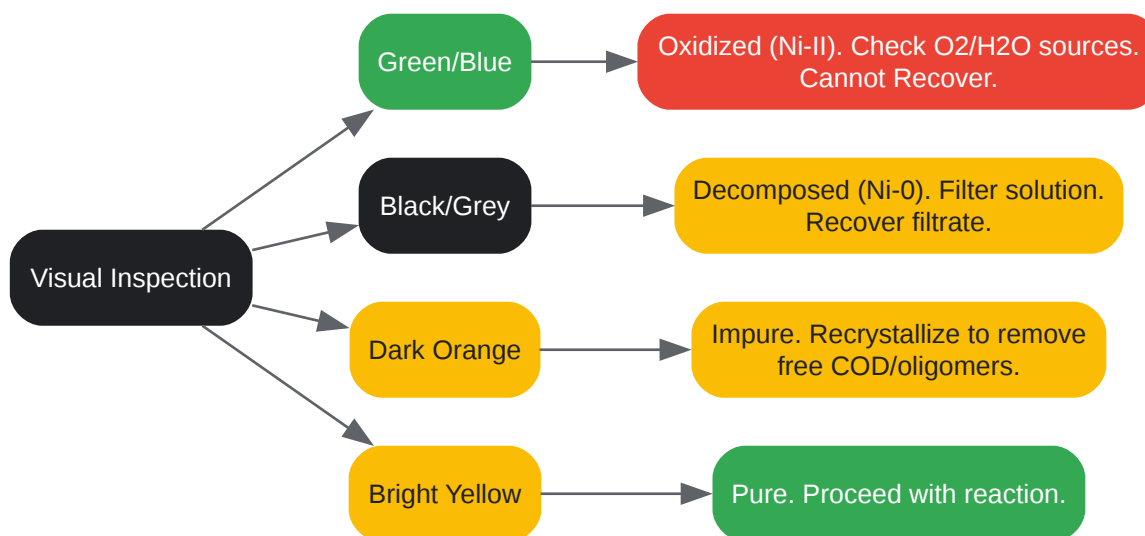 Green/Blue
Oxidized (Ni-II). Check O2/H2O sources.
Cannot Recover.
Black/Grey
Decomposed (Ni-0). Filter solution.
Recover filtrate.
Visual Inspection
Dark Orange
Impure. Recrystallize to remove
free COD/oligomers.
Bright Yellow
Pure. Proceed with reaction.